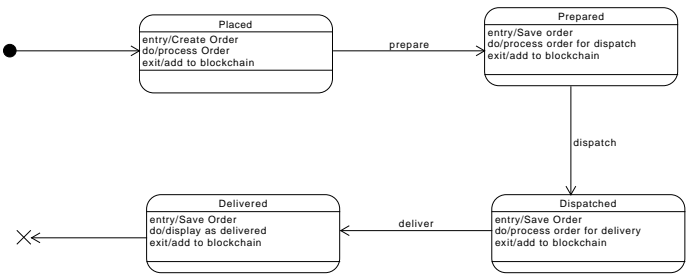 Placed
entry/Create Order
do/process Order
exit/add to blockchain
prepare
Prepared
entry/Save order
do/process order for dispatch
exit/add to blockchain
dispatch
Delivered
entry/Save Order
do/display as delivered
exit/add to blockchain
deliver
Dispatched
entry/Save Order
do/process order for delivery
exit/add to blockchain